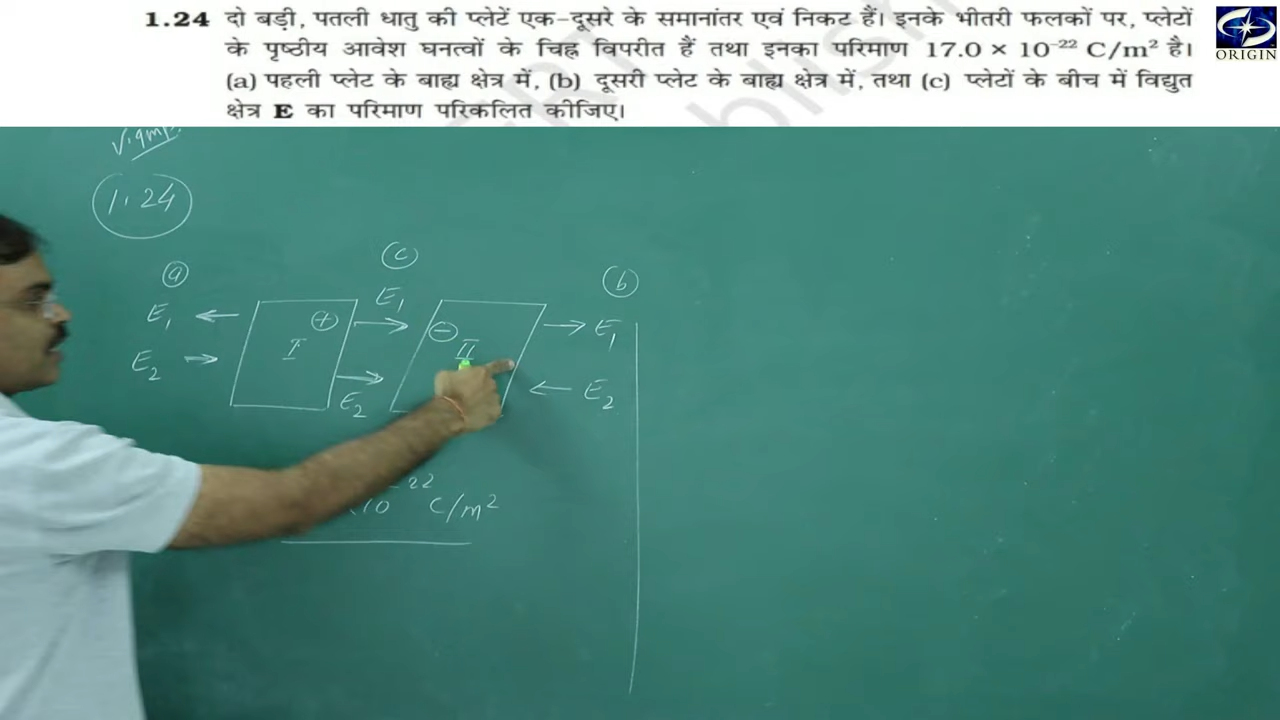 1.24 दो बड़ी, पतली धातु की प्लेटें एक-दूसरे के समानांतर एवं निकट हैं। इनके भीतरी फलकों पर, प्लेटों
के पृष्ठीय आवेश घनत्वों के चिह्न विपरीत हैं तथा इनका परिमाण 17.0 × 10⁻²² C/m² है।
(a) पहली प्लेट के बाह्य क्षेत्र में, (b) दूसरी प्लेट के बाह्य क्षेत्र में, तथा (c) प्लेटों के बीच में विद्युत
क्षेत्र E का परिमाण परिकलित कीजिए।
ORIGIN
1.24
(a) (c) (b)
E₁ + E₁ − E₁
I II
E₂ E₂ E₂
10⁻²² C/m²